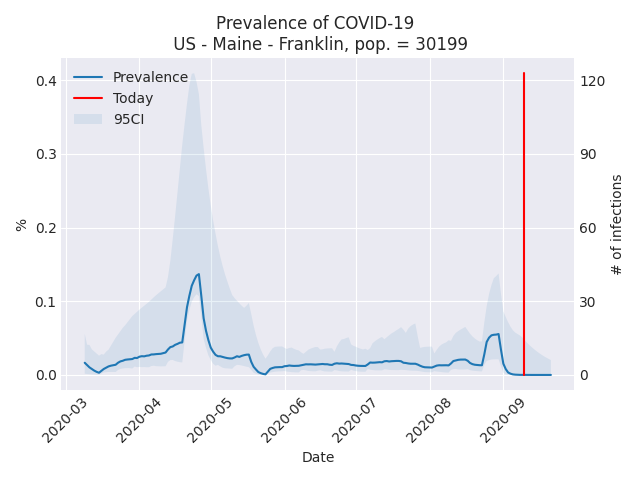 Prevalence of COVID-19
US - Maine - Franklin, pop. = 30199
Prevalence
Today
95CI
%
0.4
0.3
0.2
0.1
0.0
120
90
60
30
0
# of infections
2020-03
2020-04
2020-05
2020-06
2020-07
2020-08
2020-09
Date